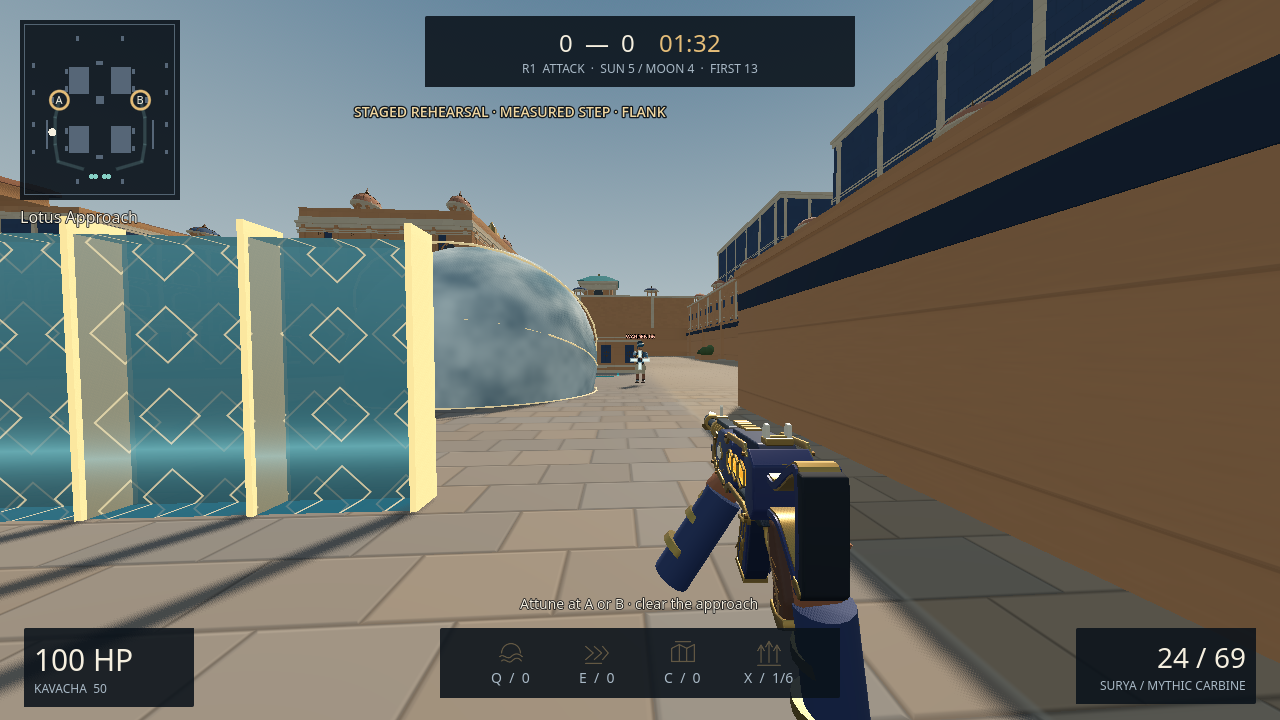 0 — 0 01:32
R1 ATTACK · SUN 5 / MOON 4 · FIRST 13
STAGED REHEARSAL · MEASURED STEP · FLANK
A
B
Lotus Approach
Attune at A or B · clear the approach
100 HP
KAVACHA 50
Q / 0
E / 0
C / 0
X / 1/6
24 / 69
SURYA / MYTHIC CARBINE